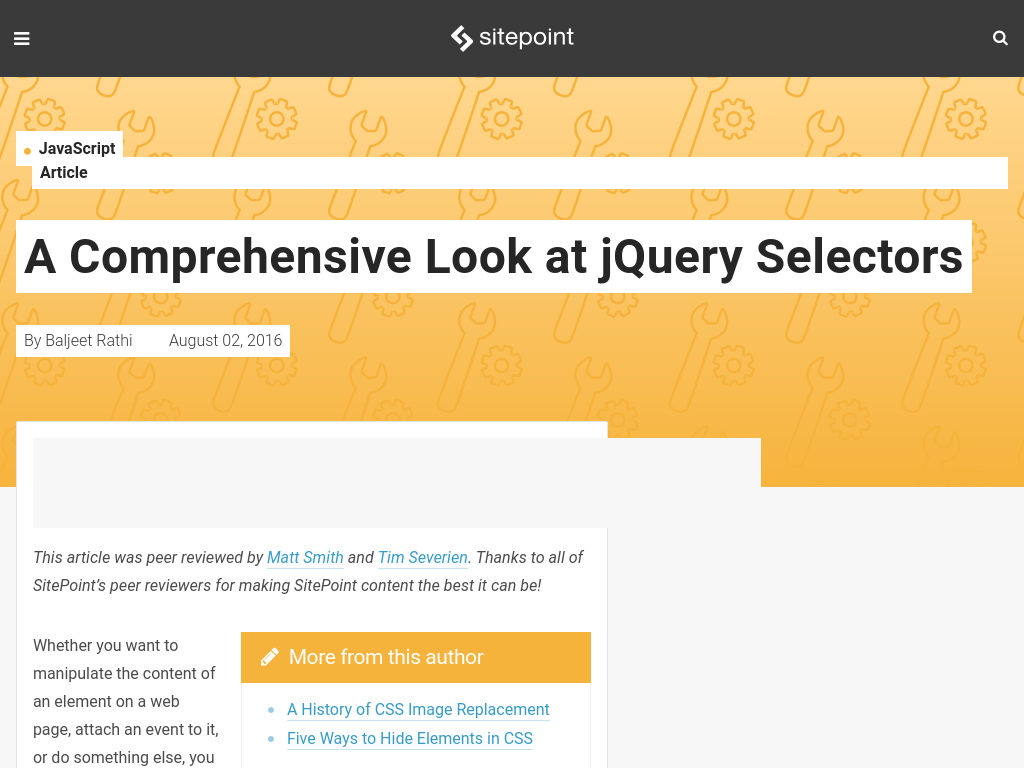 sitepoint
JavaScript
Article
A Comprehensive Look at jQuery Selectors
By Baljeet Rathi August 02, 2016
This article was peer reviewed by Matt Smith and Tim Severien. Thanks to all of
SitePoint’s peer reviewers for making SitePoint content the best it can be!
Whether you want to
manipulate the content of
an element on a web
page, attach an event to it,
or do something else, you
More from this author
A History of CSS Image Replacement
Five Ways to Hide Elements in CSS